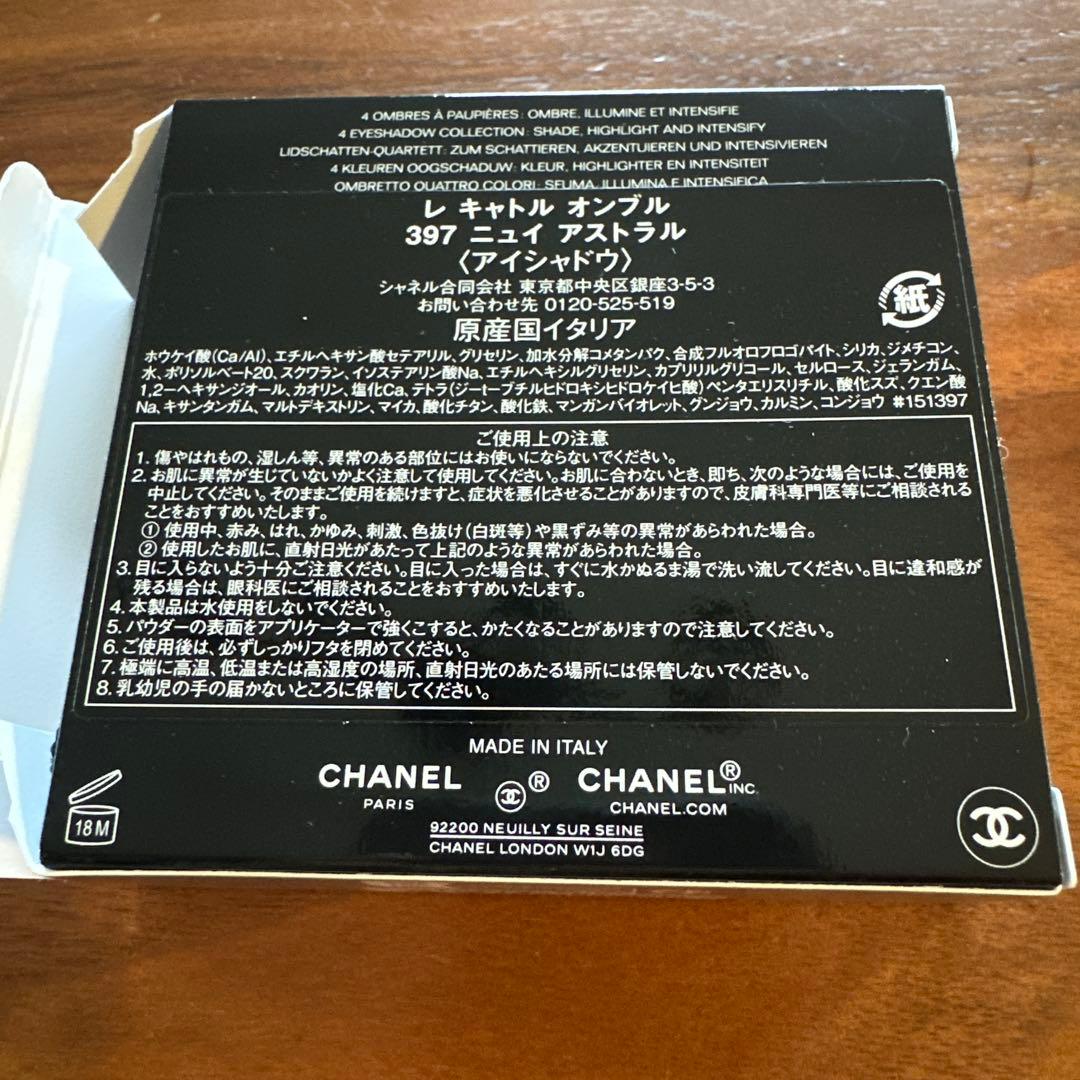 4 OMBRES À PAUPIÈRES : OMBRE, ILLUMINE ET INTENSIFIE
4 EYESHADOW COLLECTION : SHADE, HIGHLIGHT AND INTENSIFY
LIDSCHATTEN-QUARTETT : ZUM SCHATTIEREN, AKZENTUIEREN UND INTENSIVIEREN
4 KLEUREN OOGSCHADUW : KLEUR, HIGHLIGHTER EN INTENSITEIT
OMBRETTO QUATTRO COLORI : SFUMA, ILLUMINA E INTENSIFICA
レ キャトル オンブル
397 ニュイ アストラル
〈アイシャドウ〉
シャネル合同会社 東京都中央区銀座3-5-3
お問い合わせ先 0120-525-519
原産国イタリア
紙
ホウケイ酸(Ca/Al)、エチルヘキサン酸セテアリル、グリセリン、加水分解コメタンパク、合成フルオロフロゴパイト、シリカ、ジメチコン、
水、ポリソルベート20、スクワラン、イソステアリン酸Na、エチルヘキシルグリセリン、カプリリルグリコール、セルロース、ジェランガム、
1,2－ヘキサンジオール、カオリン、塩化Ca、テトラ(ジ－t－ブチルヒドロキシヒドロケイヒ酸)ペンタエリスリチル、酸化スズ、クエン酸
Na、キサンタンガム、マルトデキストリン、マイカ、酸化チタン、酸化鉄、マンガンバイオレット、グンジョウ、カルミン、コンジョウ #151397
ご使用上の注意
1. 傷やはれもの、湿しん等、異常のある部位にはお使いにならないでください。
2. お肌に異常が生じていないかよく注意して使用してください。お肌に合わないとき、即ち、次のような場合には、ご使用を
中止してください。そのままご使用を続けますと、症状を悪化させることがありますので、皮膚科専門医等にご相談される
ことをおすすめいたします。
① 使用中、赤み、はれ、かゆみ、刺激、色抜け(白斑等)や黒ずみ等の異常があらわれた場合。
② 使用したお肌に、直射日光があたって上記のような異常があらわれた場合。
3. 目に入らないよう十分ご注意ください。目に入った場合は、すぐに水かぬるま湯で洗い流してください。目に違和感が
残る場合は、眼科医にご相談されることをおすすめいたします。
4. 本製品は水使用をしないでください。
5. パウダーの表面をアプリケーターで強くこすると、かたくなることがありますので注意してください。
6. ご使用後は、必ずしっかりフタを閉めてください。
7. 極端に高温、低温または高湿度の場所、直射日光のあたる場所には保管しないでください。
8. 乳幼児の手の届かないところに保管してください。
MADE IN ITALY
CHANEL ® CHANEL® INC.
PARIS CHANEL.COM
18 M
92200 NEUILLY SUR SEINE
CHANEL LONDON W1J 6DG